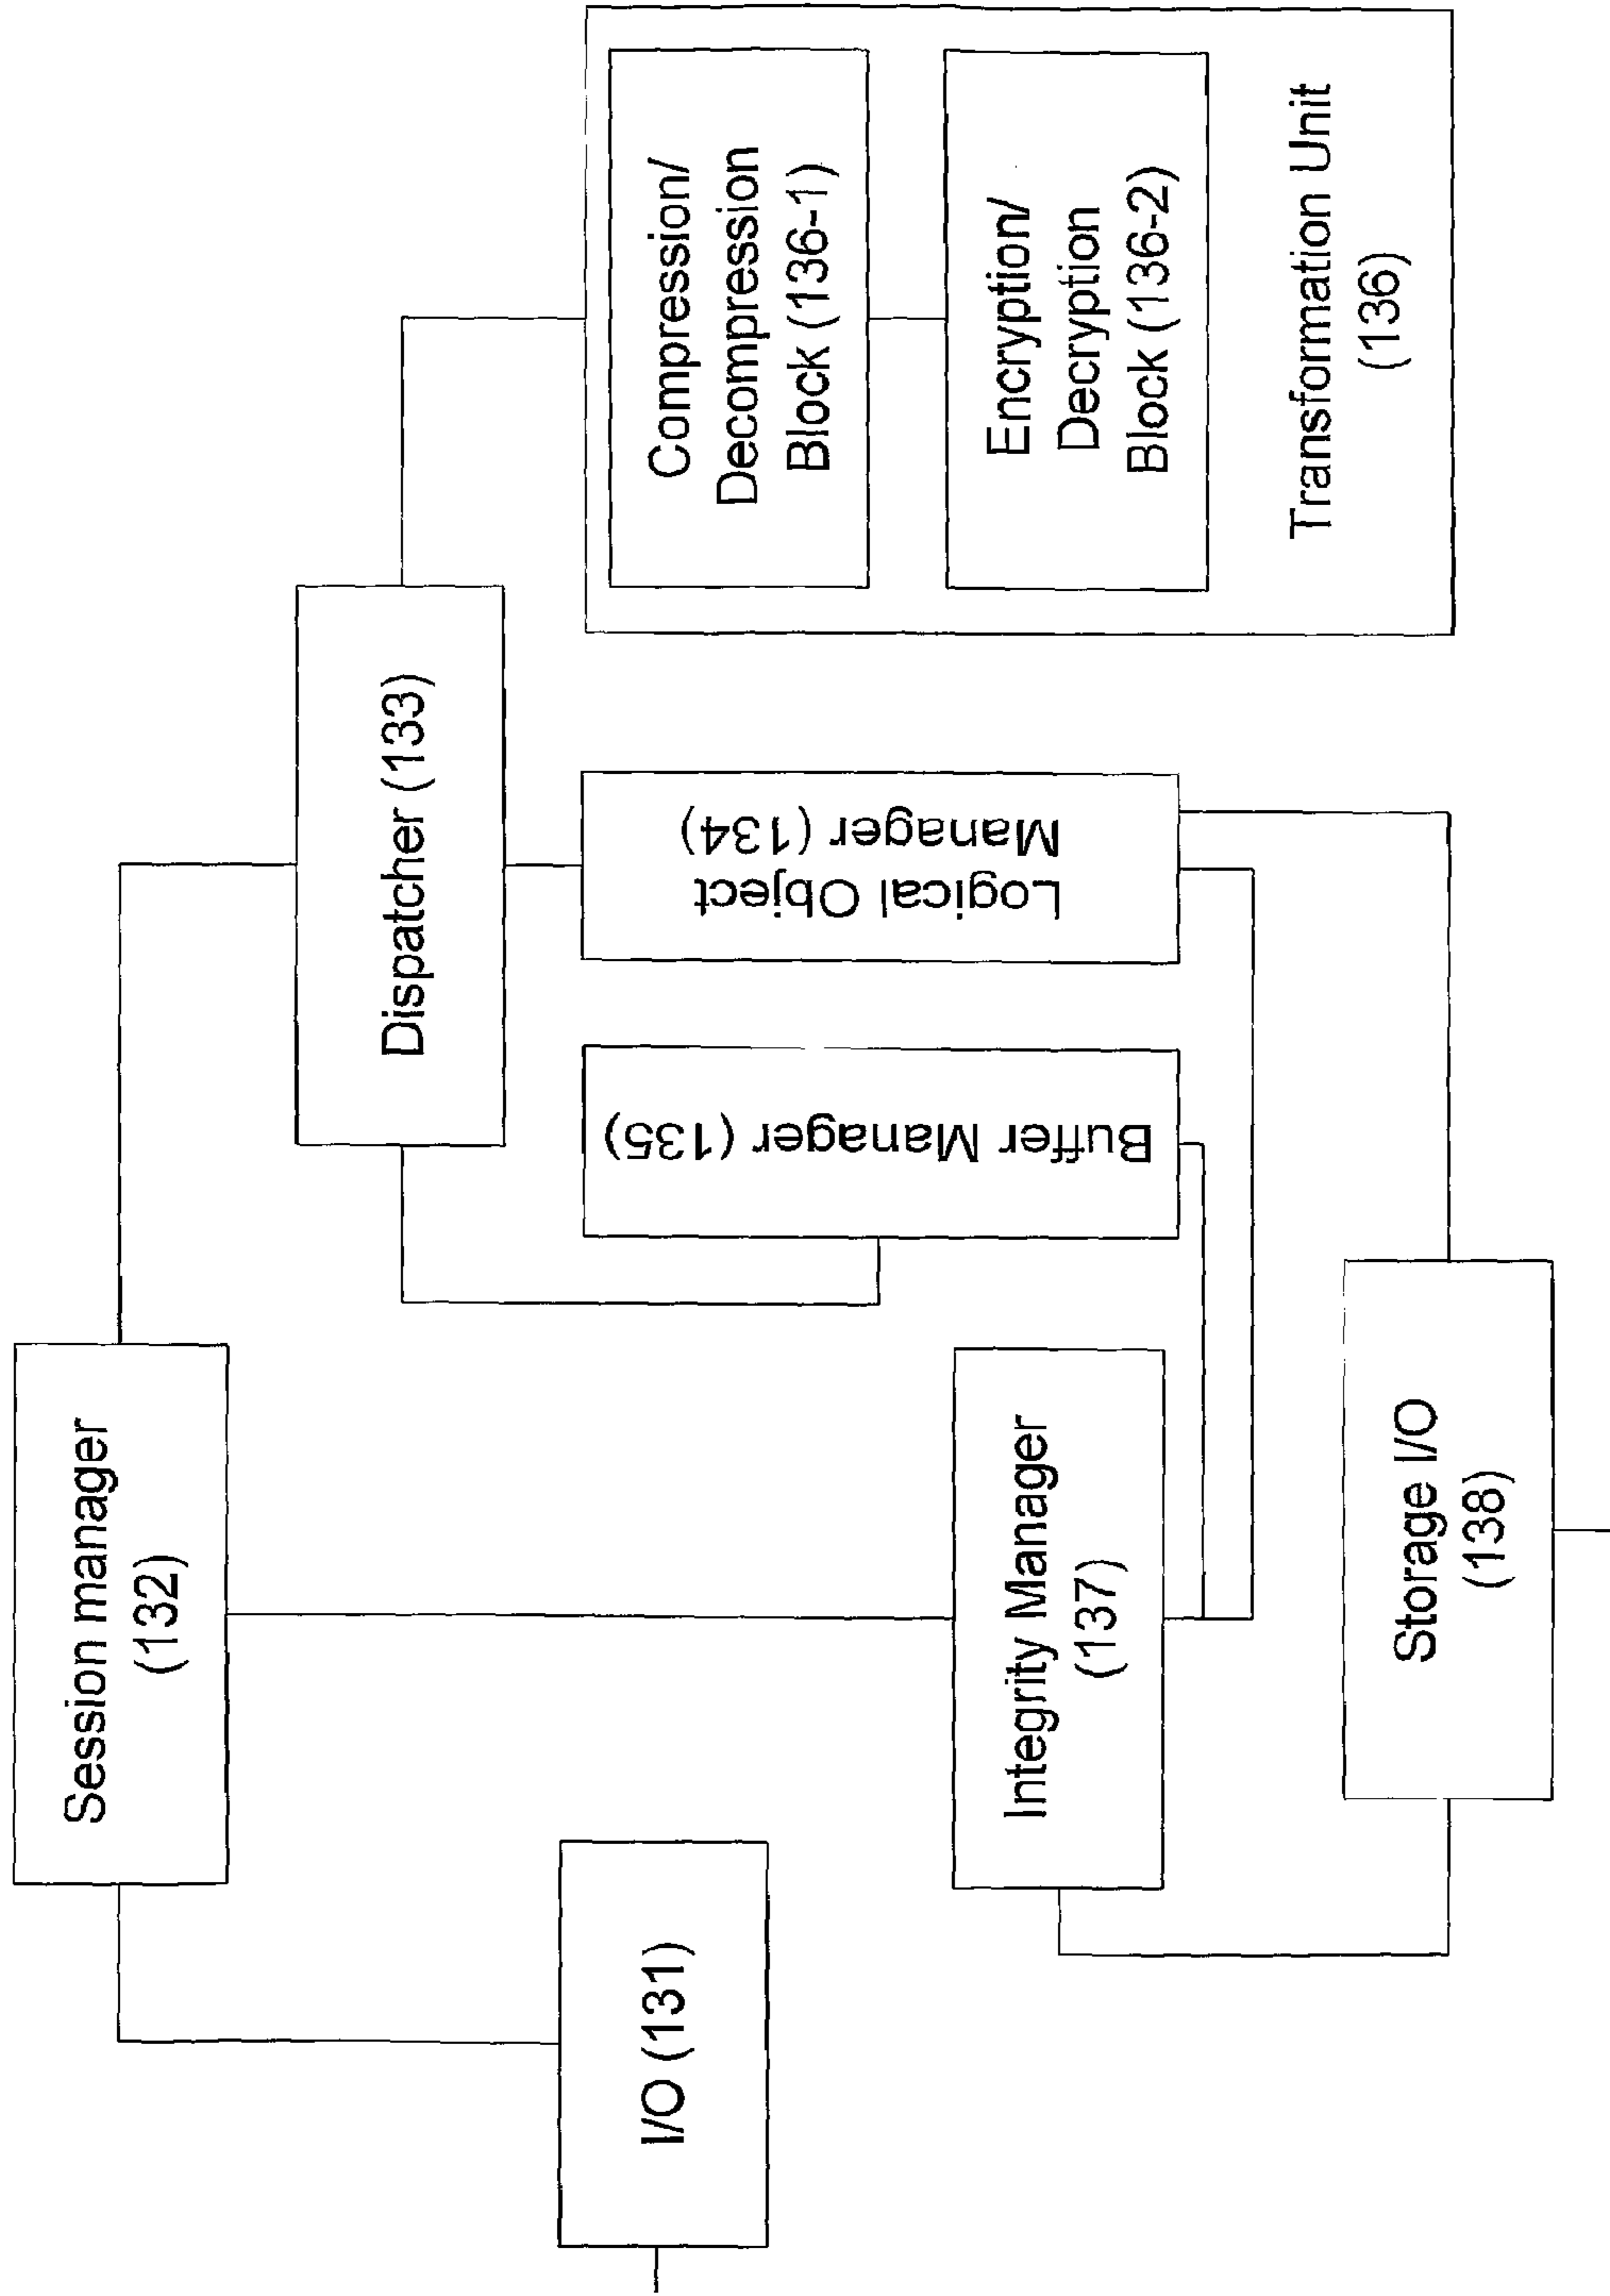 Session manager
(132)
Dispatcher (133)
I/O (131)
Integrity Manager
(137)
Buffer Manager (135)
Logical Object
Manager (134)
Compression/
Decompression
Block (136-1)
Encryption/
Decryption
Block (136-2)
Transformation Unit
(136)
Storage I/O
(138)